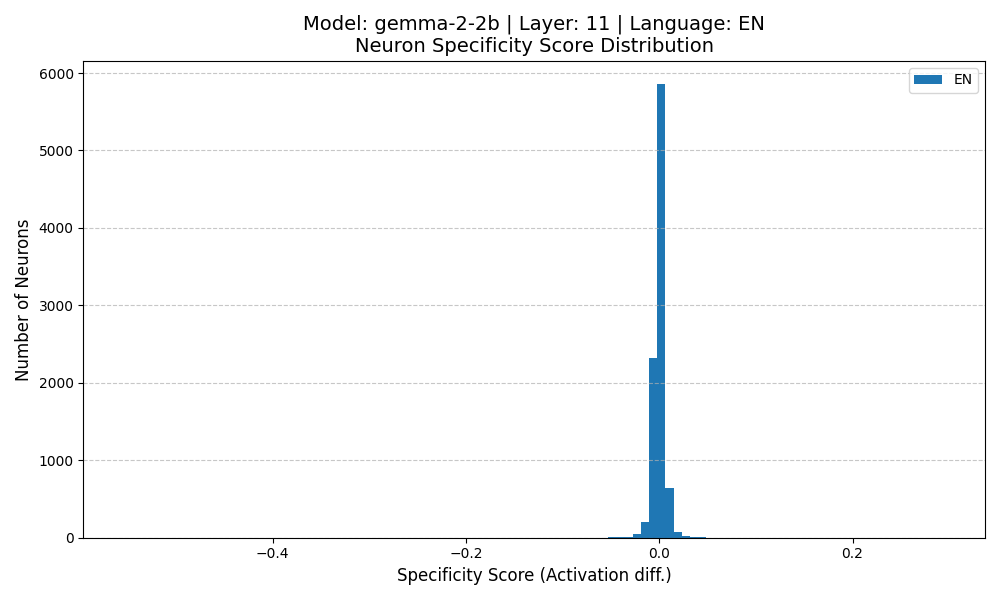 Model: gemma-2-2b | Layer: 11 | Language: EN
Neuron Specificity Score Distribution
EN
6000
5000
4000
3000
2000
1000
0
Number of Neurons
−0.4
−0.2
0.0
0.2
Specificity Score (Activation diff.)